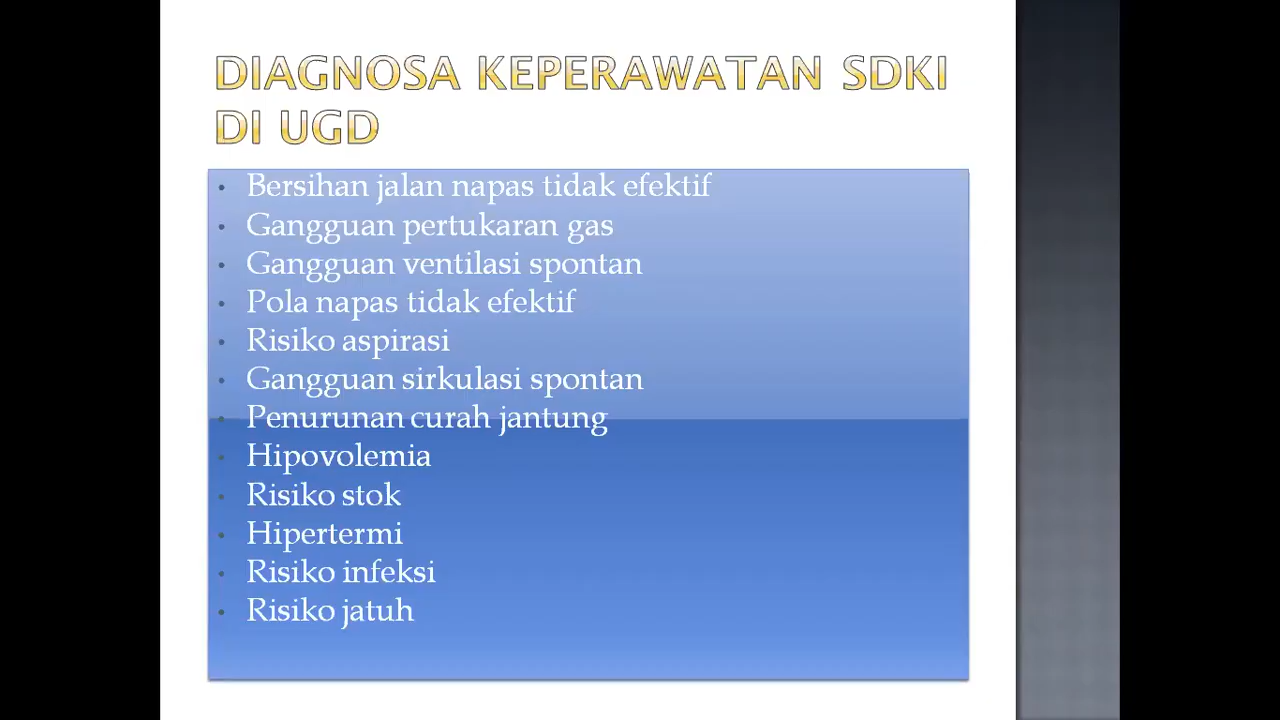 DIAGNOSA KEPERAWATAN SDKI
DI UGD
• Bersihan jalan napas tidak efektif
• Gangguan pertukaran gas
• Gangguan ventilasi spontan
• Pola napas tidak efektif
• Risiko aspirasi
• Gangguan sirkulasi spontan
• Penurunan curah jantung
• Hipovolemia
• Risiko stok
• Hipertermi
• Risiko infeksi
• Risiko jatuh